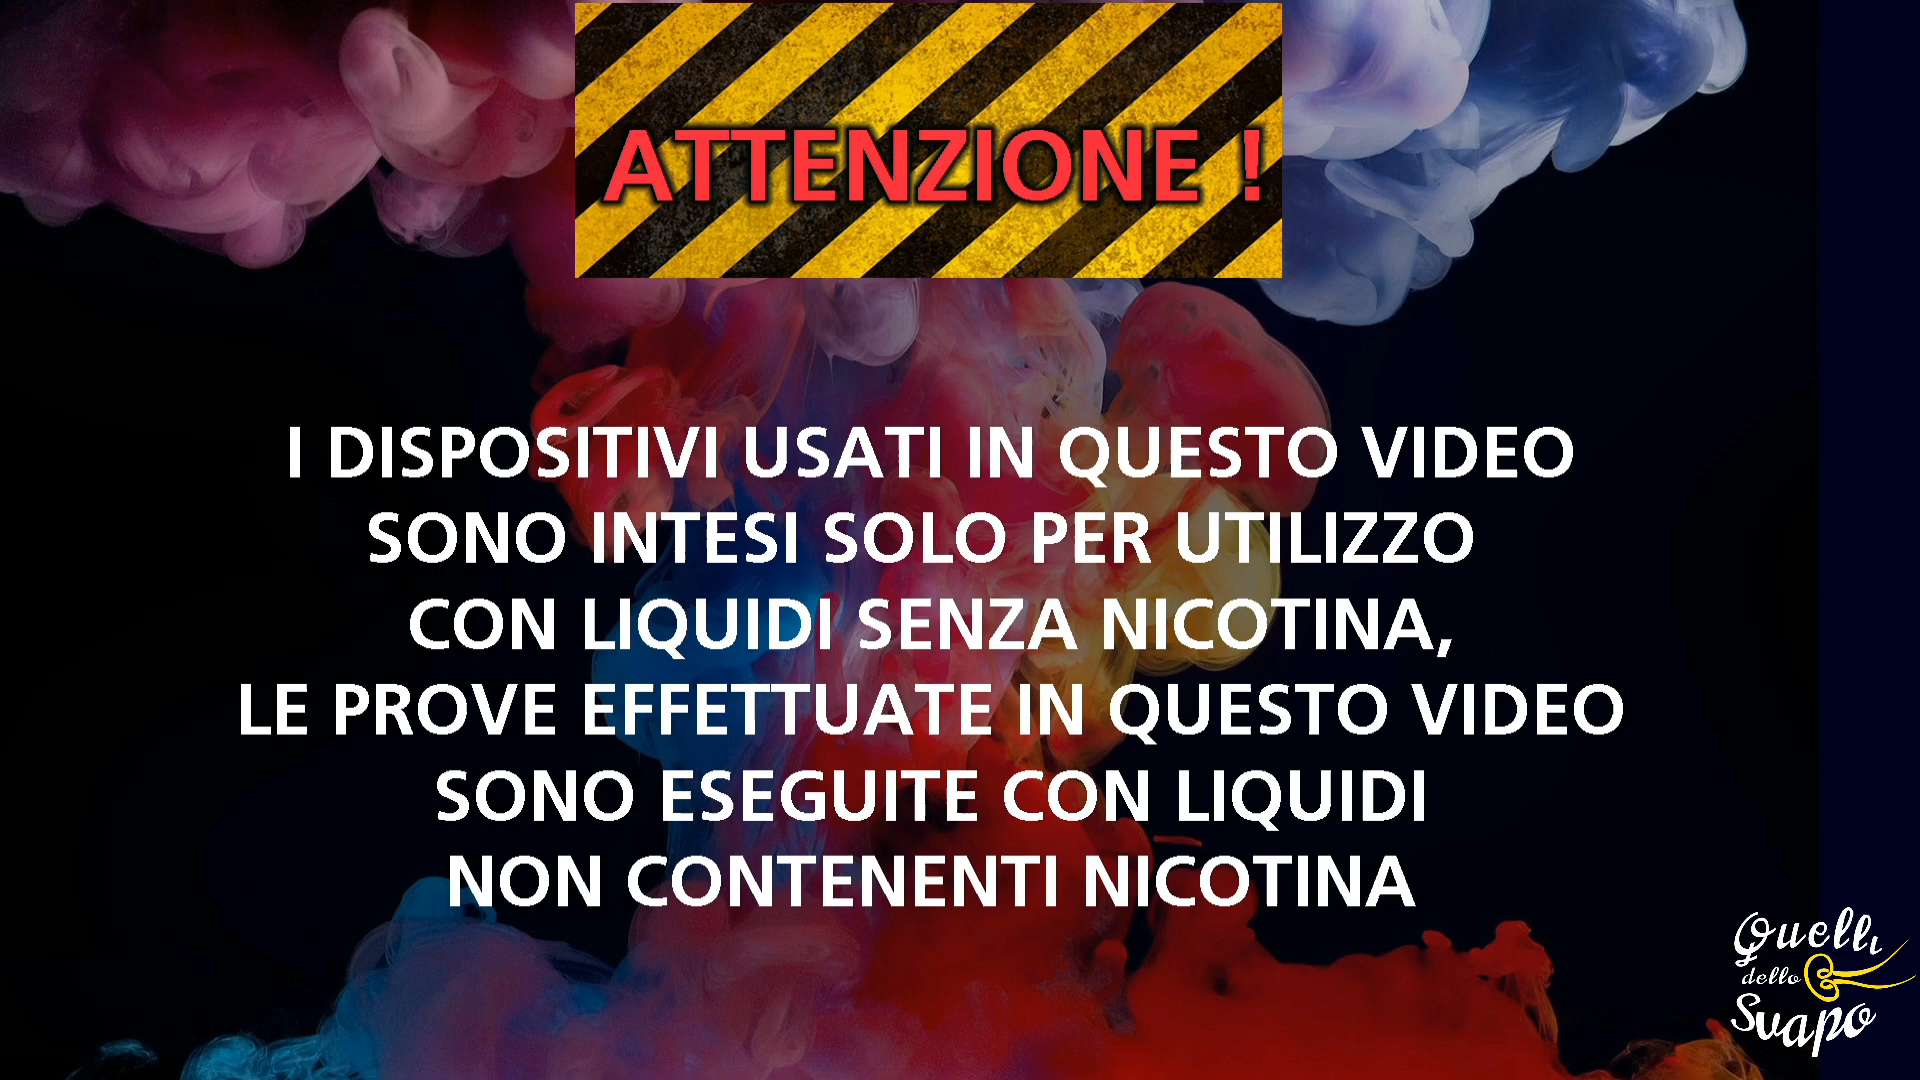 ATTENZIONE !
I DISPOSITIVI USATI IN QUESTO VIDEO
SONO INTESI SOLO PER UTILIZZO
CON LIQUIDI SENZA NICOTINA,
LE PROVE EFFETTUATE IN QUESTO VIDEO
SONO ESEGUITE CON LIQUIDI
NON CONTENENTI NICOTINA
Quelli
dello
Svapo